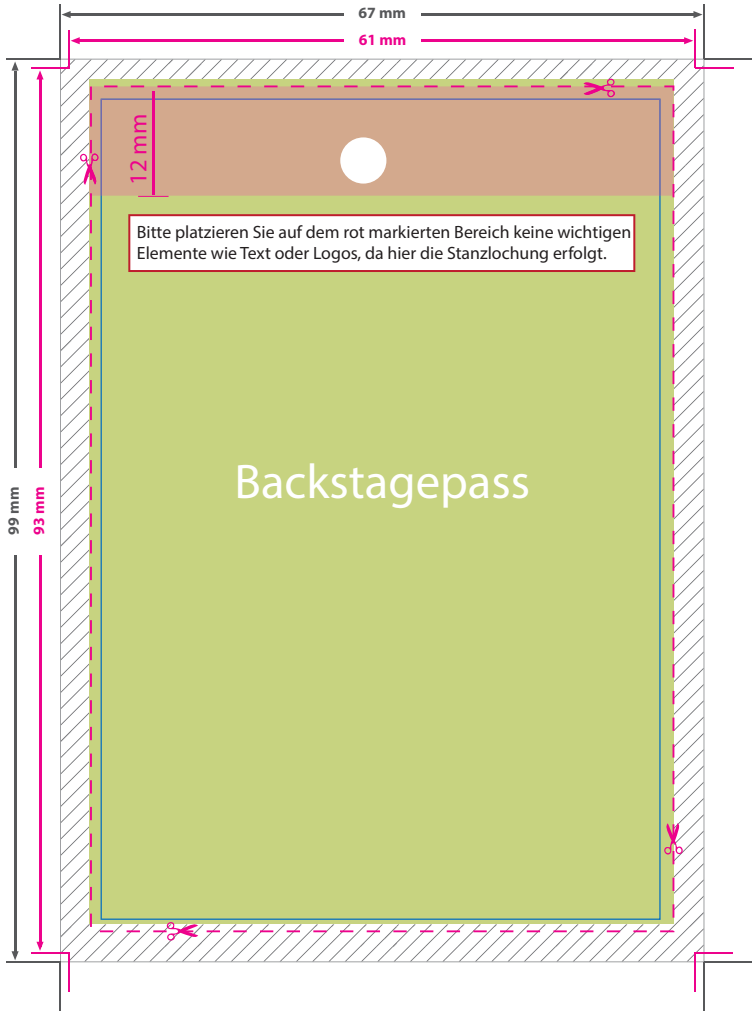 67 mm
61 mm
12 mm
Bitte platzieren Sie auf dem rot markierten Bereich keine wichtigen
Elemente wie Text oder Logos, da hier die Stanzlochung erfolgt.
Backstagepass
99 mm
93 mm